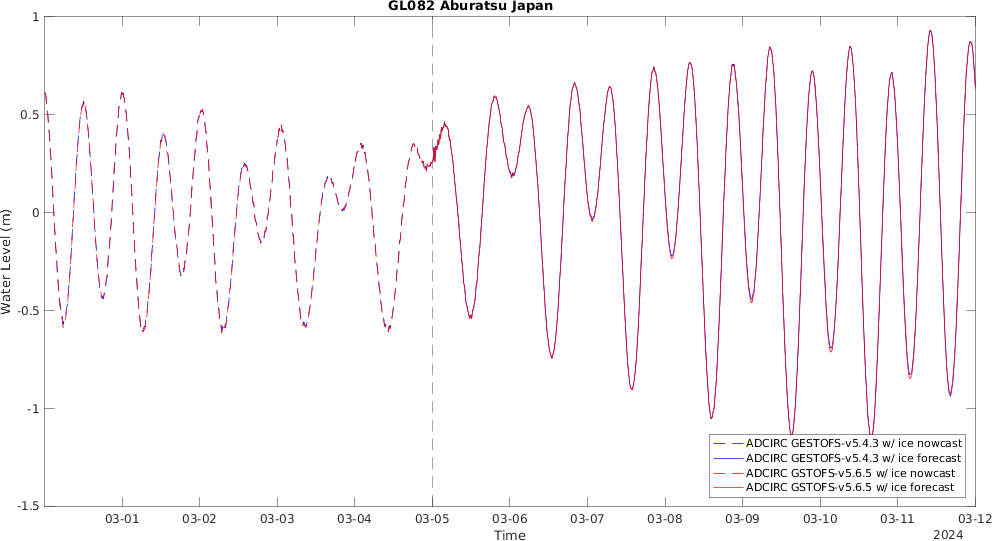 GL082 Aburatsu Japan
1
0.5
0
-0.5
-1
-1.5
Water Level (m)
ADCIRC GESTOFS-v5.4.3 w/ ice nowcast
ADCIRC GESTOFS-v5.4.3 w/ ice forecast
ADCIRC GSTOFS-v5.6.5 w/ ice nowcast
ADCIRC GSTOFS-v5.6.5 w/ ice forecast
03-01 03-02 03-03 03-04 03-05 03-06 03-07 03-08 03-09 03-10 03-11 03-12
Time
2024